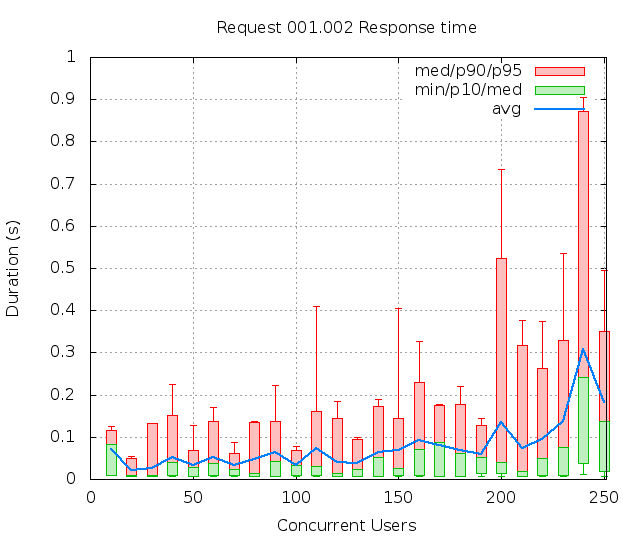 Request 001.002 Response time
med/p90/p95
min/p10/med
avg
Duration (s)
1
0.9
0.8
0.7
0.6
0.5
0.4
0.3
0.2
0.1
0
0 50 100 150 200 250
Concurrent Users